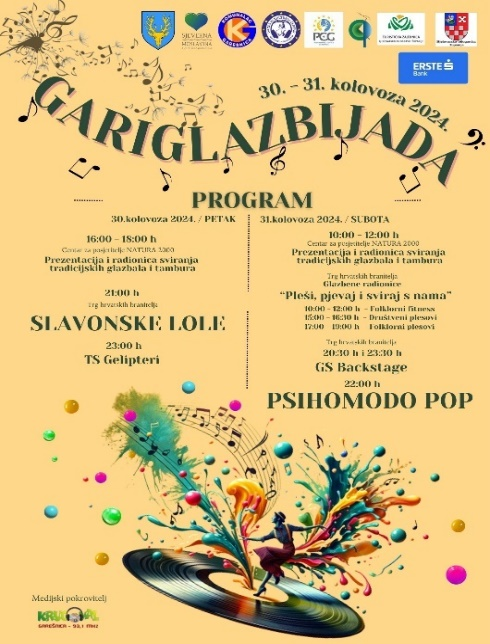 ERSTE
Bank
30. - 31. kolovoza 2024.
GARIGLAZBIJADA
PROGRAM
30.kolovoza 2024. / PETAK
16:00 - 18:00 h
Centar za posjetitelje NATURA 2000
Prezentacija i radionica sviranja
tradicijskih glazbala i tambura
21:00 h
Trg hrvatskih branitelja
SLAVONSKE LOLE
23:00 h
TS Gelipteri
31.kolovoza 2024. / SUBOTA
10:00 - 12:00 h
Centar za posjetitelje NATURA 2000
Prezentacija i radionica sviranja
tradicijskih glazbala i tambura
Trg hrvatskih branitelja
Glazbene radionice
"Pleši, pjevaj i sviraj s nama"
10:00 - 12:00 h - Folklorni fitness
15:00 - 16:30 h - Društveni plesovi
17:00 - 19:00 h - Folklorni plesovi
Trg hrvatskih branitelja
20:30 h i 23:30 h
GS Backstage
22:00 h
PSIHOMODO POP
Medijski pokrovitelj
GAREŠNICA - 93,1 MHz